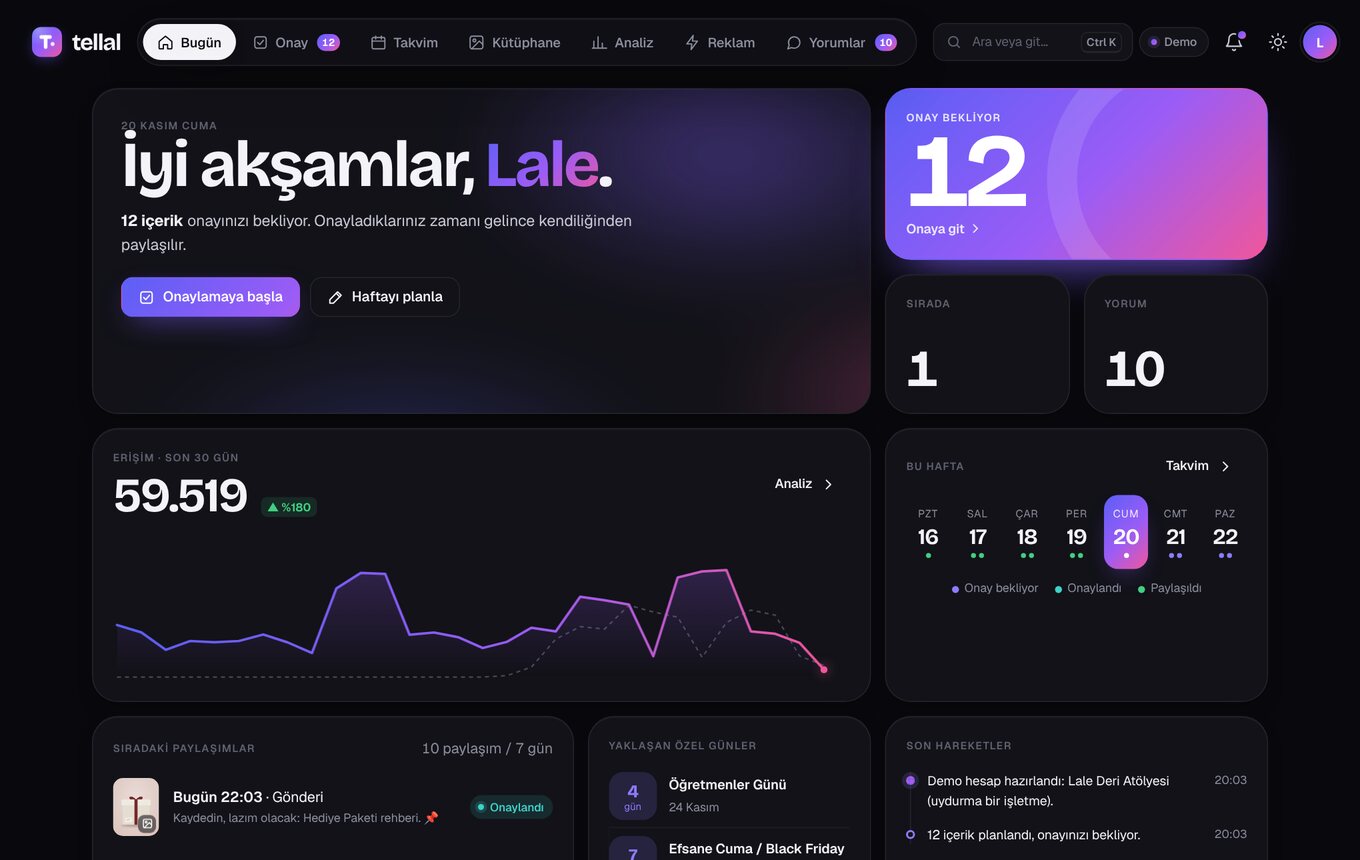 T. tellal
Bugün
Onay 12
Takvim
Kütüphane
Analiz
Reklam
Yorumlar 10
Ara veya git...
Ctrl K
Demo
L
20 KASIM CUMA
İyi akşamlar, Lale.
12 içerik onayınızı bekliyor. Onayladıklarınız zamanı gelince kendiliğinden
paylaşılır.
Onaylamaya başla
Haftayı planla
ONAY BEKLİYOR
12
Onaya git
SIRADA
1
YORUM
10
ERİŞİM · SON 30 GÜN
59.519
▲ %180
Analiz
BU HAFTA
Takvim
PZT SAL ÇAR PER CUM CMT PAZ
16 17 18 19 20 21 22
Onay bekliyor Onaylandı Paylaşıldı
SIRADAKİ PAYLAŞIMLAR
10 paylaşım / 7 gün
Bugün 22:03 · Gönderi
Kaydedin, lazım olacak: Hediye Paketi rehberi. 📌
Onaylandı
YAKLAŞAN ÖZEL GÜNLER
4
gün
Öğretmenler Günü
24 Kasım
7
Efsane Cuma / Black Friday
SON HAREKETLER
Demo hesap hazırlandı: Lale Deri Atölyesi
(uydurma bir işletme).
20:03
12 içerik planlandı, onayınızı bekliyor.
20:03